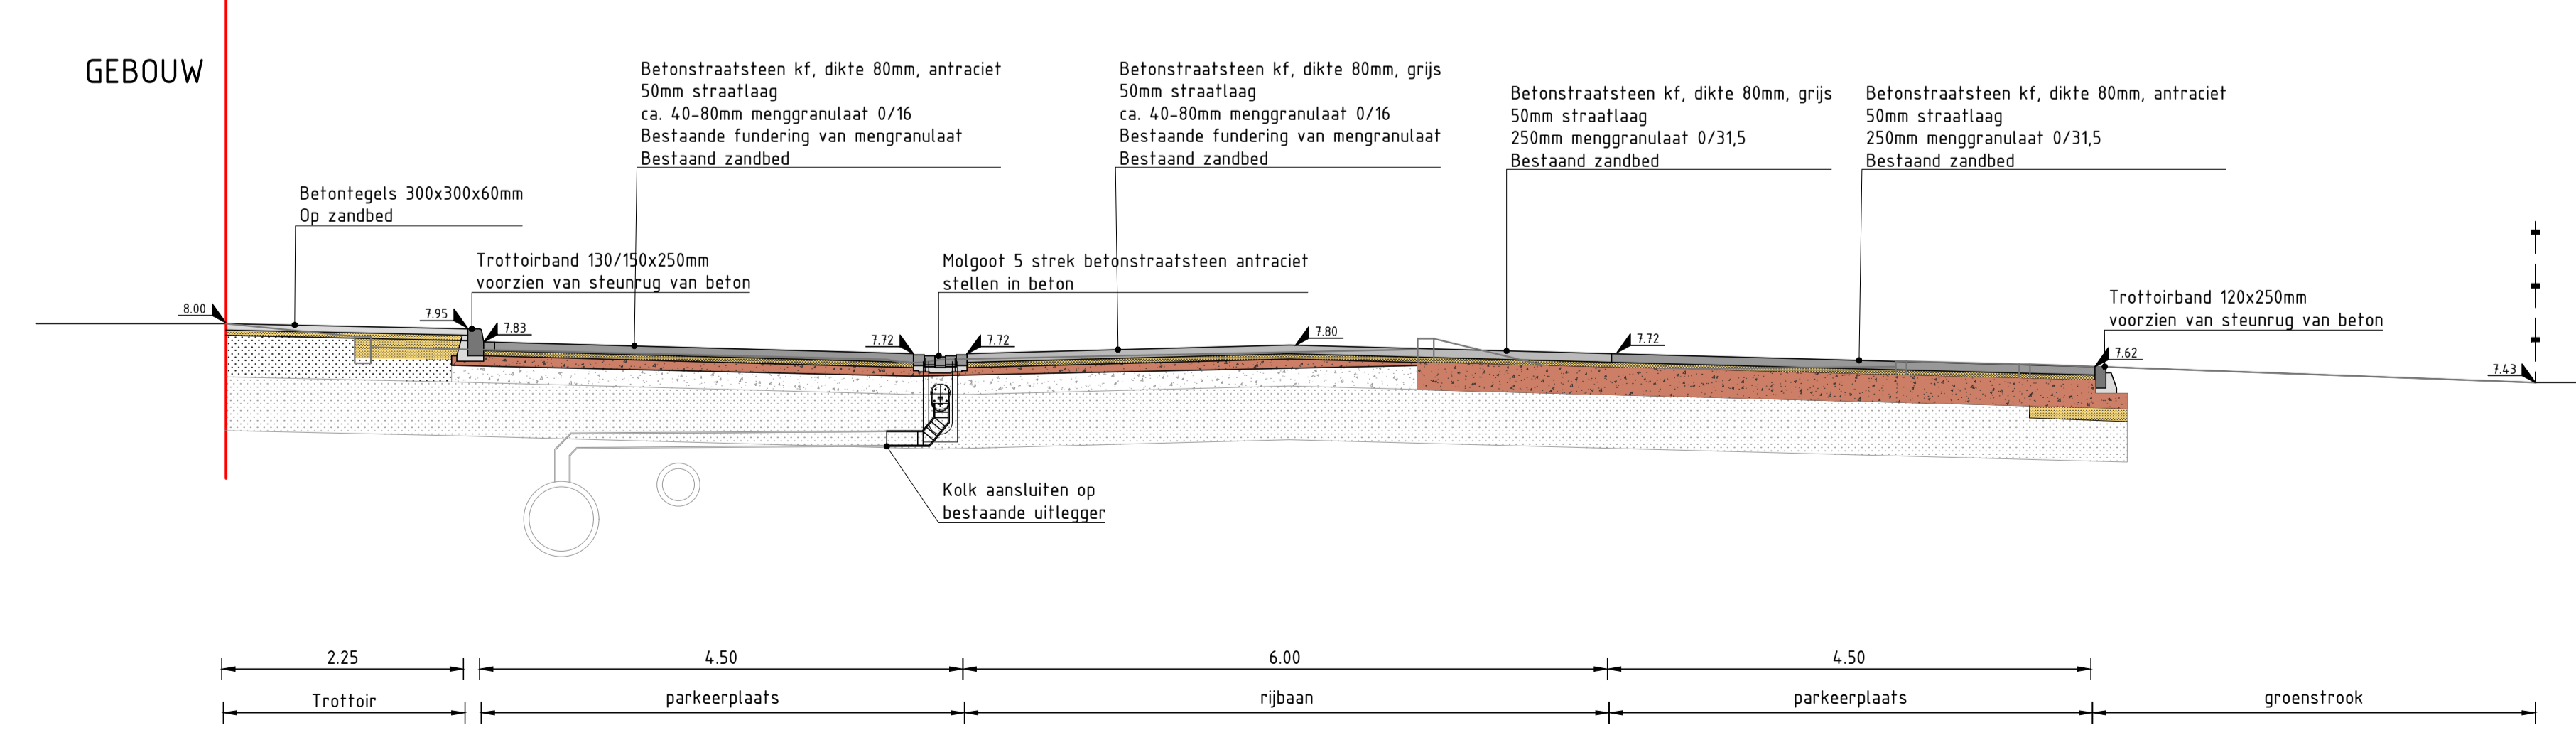 GEBOUW
Betonstraatsteen kf, dikte 80mm, antraciet
50mm straatlaag
ca. 40-80mm menggranulaat 0/16
Bestaande fundering van mengranulaat
Bestaand zandbed
Betonstraatsteen kf, dikte 80mm, grijs
50mm straatlaag
ca. 40-80mm menggranulaat 0/16
Bestaande fundering van mengranulaat
Bestaand zandbed
Betonstraatsteen kf, dikte 80mm, grijs
50mm straatlaag
250mm menggranulaat 0/31,5
Bestaand zandbed
Betonstraatsteen kf, dikte 80mm, antraciet
50mm straatlaag
250mm menggranulaat 0/31,5
Bestaand zandbed
Betontegels 300x300x60mm
Op zandbed
Trottoirband 130/150x250mm
voorzien van steunrug van beton
Molgoot 5 strek betonstraatsteen antraciet
stellen in beton
Trottoirband 120x250mm
voorzien van steunrug van beton
8.00
7.95
7.83
7.72
7.72
7.80
7.72
7.62
7.43
Kolk aansluiten op
bestaande uitlegger
2.25
4.50
6.00
4.50
Trottoir
parkeerplaats
rijbaan
parkeerplaats
groenstrook